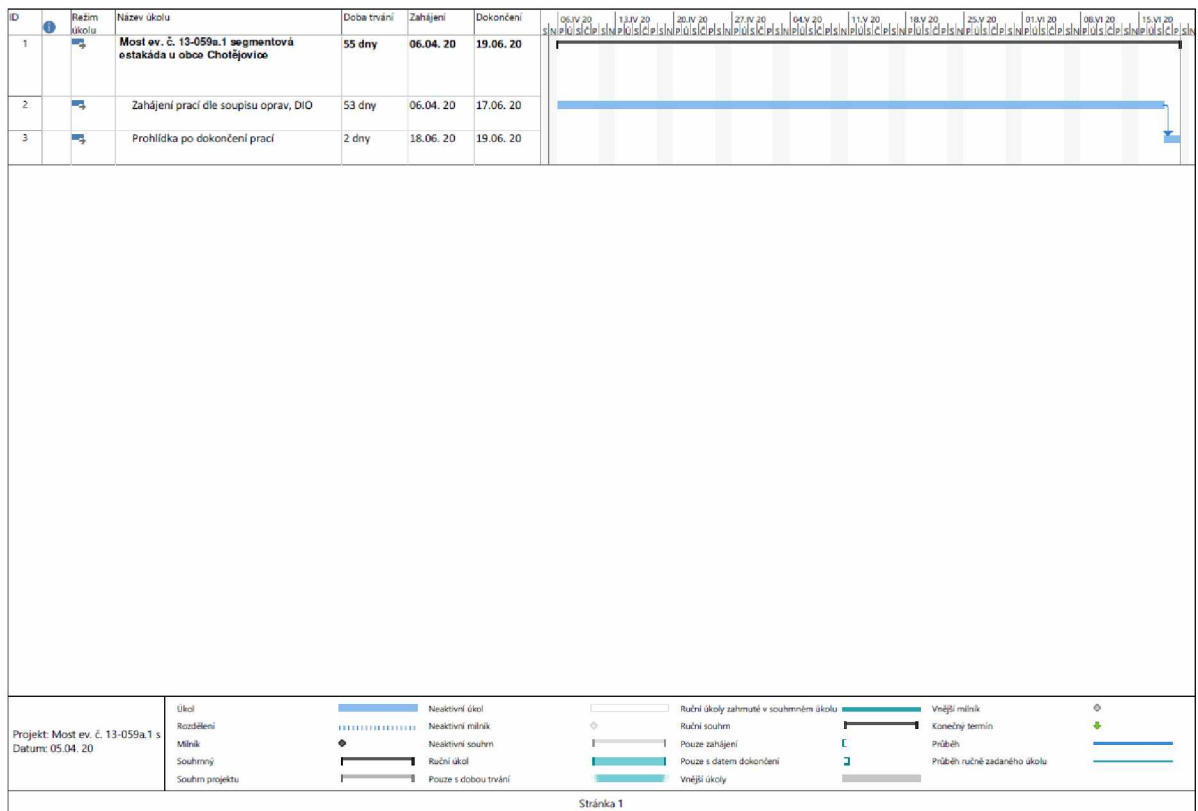 ID Režim úkolu Název úkolu Doba trvání Zahájení Dokončení
06.IV 20 13.IV 20 20.IV 20 27.IV 20 04.V 20 11.V 20 18.V 20 25.V 20 01.VI 20 08.VI 20 15.VI 20
S N P Ú S Č P S N P Ú S Č P S N P Ú S Č P S N P Ú S Č P S N P Ú S Č P S N P Ú S Č P S N P Ú S Č P S N P Ú S Č P S N P Ú S Č P S N P Ú S Č P S N P Ú S Č P S N
1 Most ev. č. 13-059a.1 segmentová 55 dny 06.04. 20 19.06. 20
estakáda u obce Chotějovice
2 Zahájení prací dle soupisu oprav, DIO 53 dny 06.04. 20 17.06. 20
3 Prohlídka po dokončení prací 2 dny 18.06. 20 19.06. 20
Projekt: Most ev. č. 13-059a.1 s
Datum: 05.04. 20
Úkol Neaktivní úkol Ruční úkoly zahrnuté v souhrnném úkolu Vnější milník
Rozdělení Neaktivní milník Ruční souhrn Konečný termín
Milník Neaktivní souhrn Pouze zahájení Průběh
Souhrnný Ruční úkol Pouze s datem dokončení Průběh ručně zadaného úkolu
Souhrn projektu Pouze s dobou trvání Vnější úkoly
Stránka 1